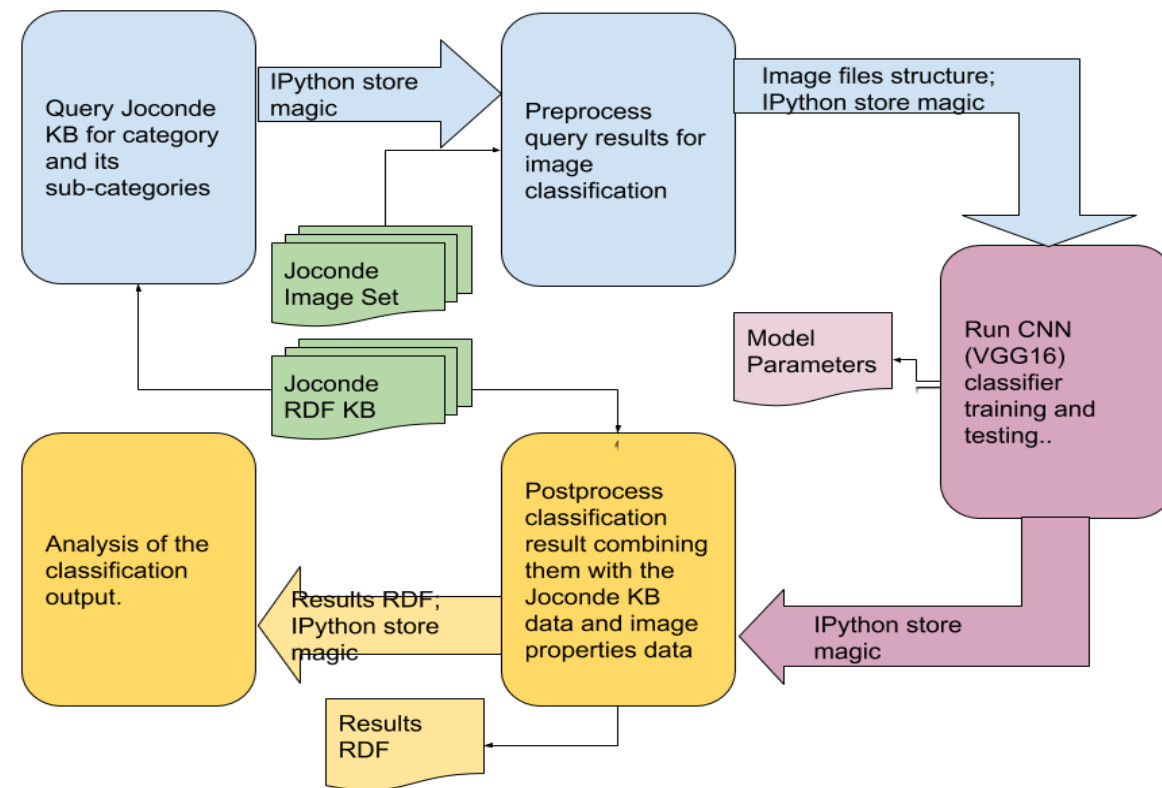 Query Joconde
KB for category
and its
sub-categories
IPython store
magic
Preprocess
query results for
image
classification
Image files structure;
IPython store magic
Joconde
Image Set
Joconde
RDF KB
Model
Parameters
Run CNN
(VGG16)
classifier
training and
testing..
Analysis of the
classification
output.
Results RDF;
IPython store
magic
Postprocess
classification
result combining
them with the
Joconde KB
data and image
properties data
IPython store
magic
Results
RDF